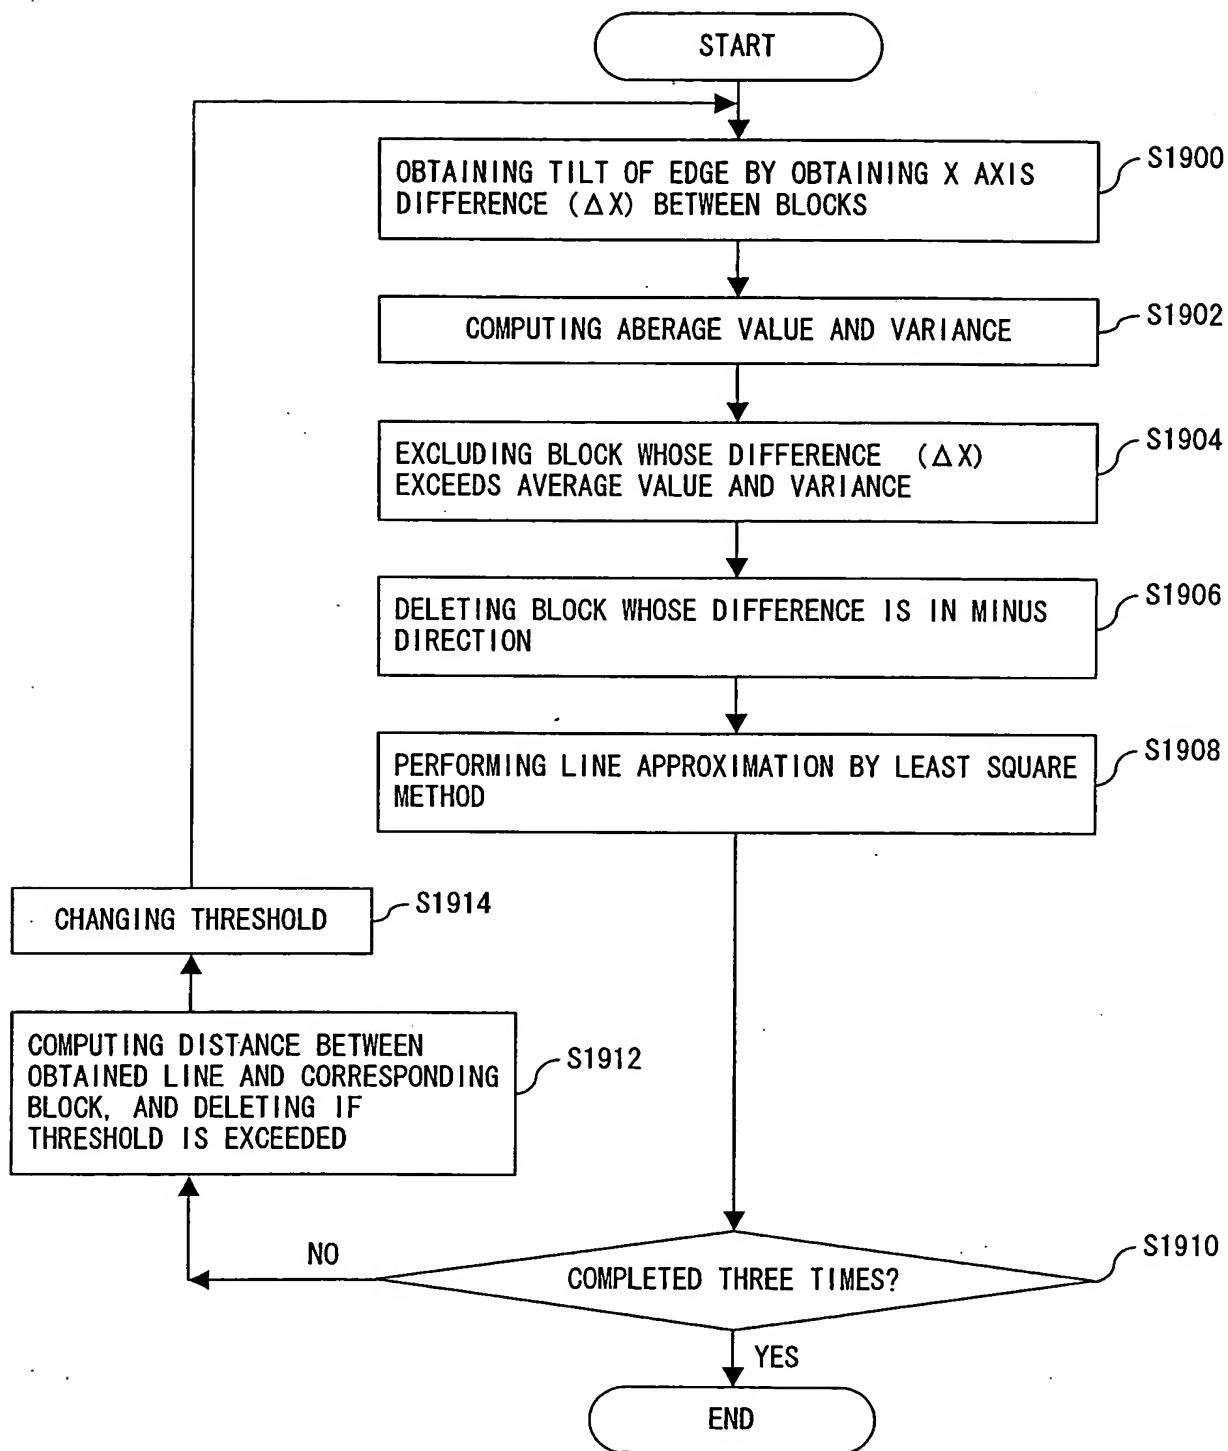 START
OBTAINING TILT OF EDGE BY OBTAINING X AXIS
DIFFERENCE (ΔX) BETWEEN BLOCKS
S1900
COMPUTING ABERAGE VALUE AND VARIANCE
S1902
EXCLUDING BLOCK WHOSE DIFFERENCE (ΔX)
EXCEEDS AVERAGE VALUE AND VARIANCE
S1904
DELETING BLOCK WHOSE DIFFERENCE IS IN MINUS
DIRECTION
S1906
PERFORMING LINE APPROXIMATION BY LEAST SQUARE
METHOD
S1908
CHANGING THRESHOLD
S1914
COMPUTING DISTANCE BETWEEN
OBTAINED LINE AND CORRESPONDING
BLOCK, AND DELETING IF
THRESHOLD IS EXCEEDED
S1912
NO
COMPLETED THREE TIMES?
S1910
YES
END